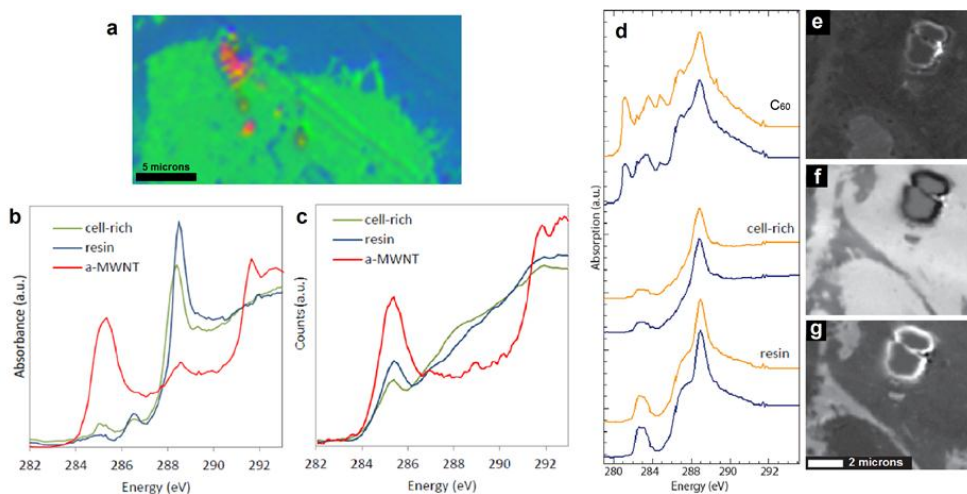 a
5 microns
b
cell-rich
resin
a-MWNT
Absorbance (a.u.)
282 284 286 288 290 292
Energy (eV)
c
cell-rich
resin
a-MWNT
Counts (a.u.)
282 284 286 288 290 292
Energy (eV)
d
C60
cell-rich
resin
Absorption (a.u.)
280 284 288 290 292
Energy (eV)
e
f
g
2 microns